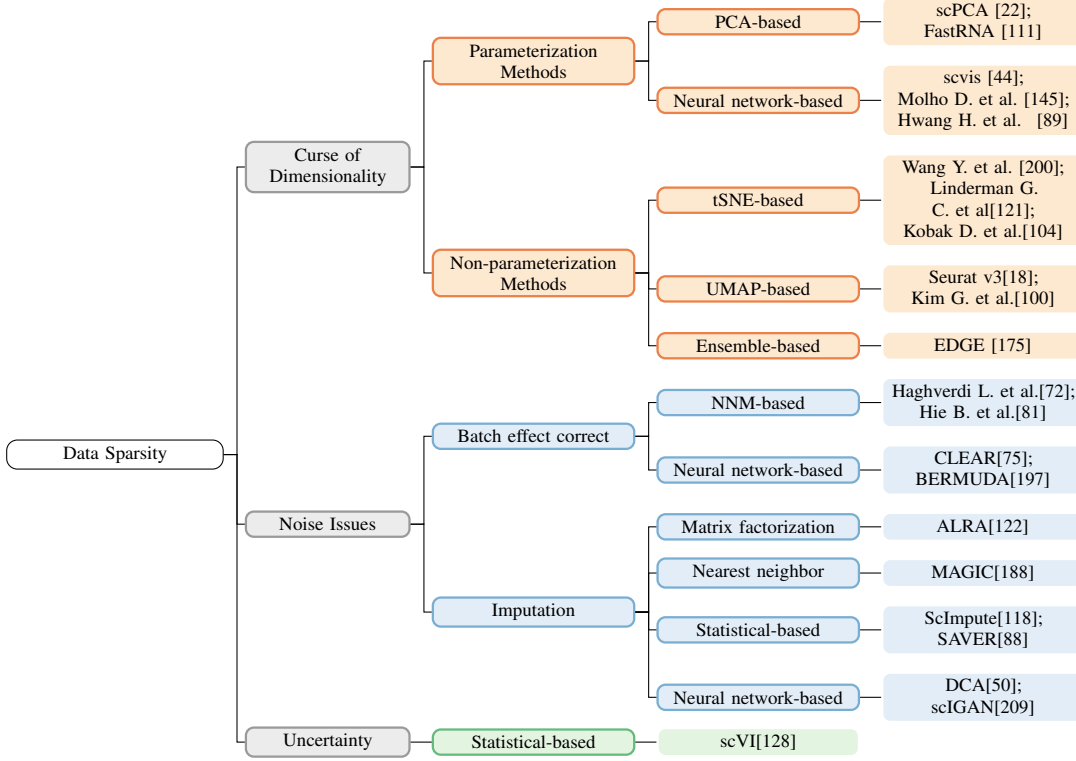 Data Sparsity
Curse of
Dimensionality
Parameterization
Methods
PCA-based
scPCA [22];
FastRNA [111]
Neural network-based
scvis [44];
Molho D. et al. [145];
Hwang H. et al. [89]
Non-parameterization
Methods
tSNE-based
Wang Y. et al. [200];
Linderman G.
C. et al[121];
Kobak D. et al.[104]
UMAP-based
Seurat v3[18];
Kim G. et al.[100]
Ensemble-based
EDGE [175]
Noise Issues
Batch effect correct
NNM-based
Haghverdi L. et al.[72];
Hie B. et al.[81]
Neural network-based
CLEAR[75];
BERMUDA[197]
Imputation
Matrix factorization
ALRA[122]
Nearest neighbor
MAGIC[188]
Statistical-based
ScImpute[118];
SAVER[88]
Neural network-based
DCA[50];
scIGAN[209]
Uncertainty
Statistical-based
scVI[128]